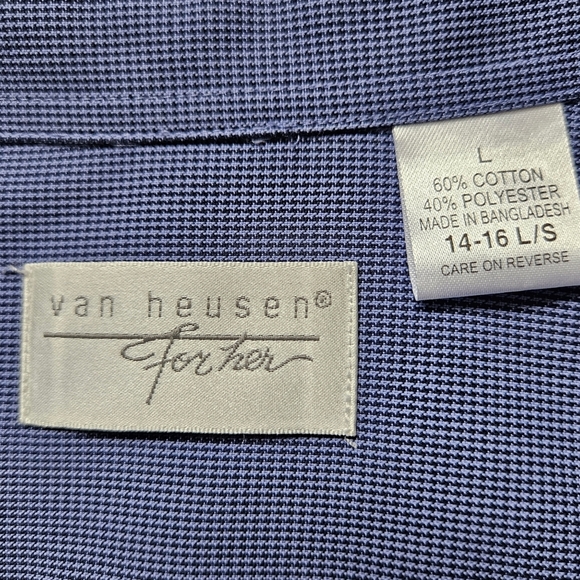 L
60% COTTON
40% POLYESTER
MADE IN BANGLADESH
14-16 L/S
CARE ON REVERSE
van heusen®
for her